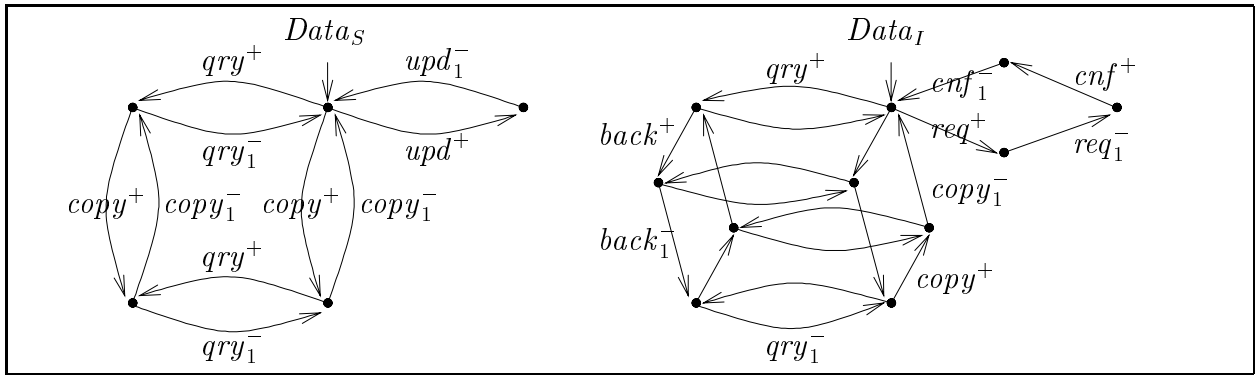 Data_S
Data_I
qry^+
upd_1^-
qry^+
cnf_1^-
cnf^+
back^+
req^+
qry_1^-
upd^+
req_1^-
copy^+
copy_1^-
copy^+
copy_1^-
copy_1^-
back_1^-
qry^+
copy^+
qry_1^-
qry_1^-